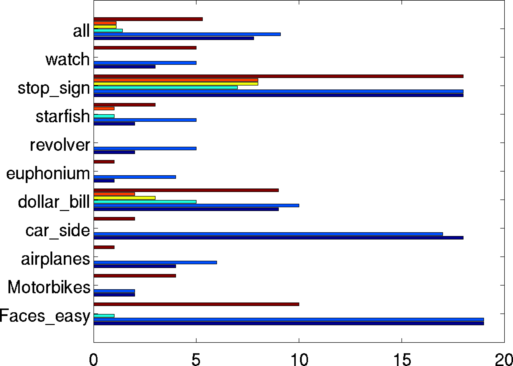 all
watch
stop_sign
starfish
revolver
euphonium
dollar_bill
car_side
airplanes
Motorbikes
Faces_easy
0 5 10 15 20